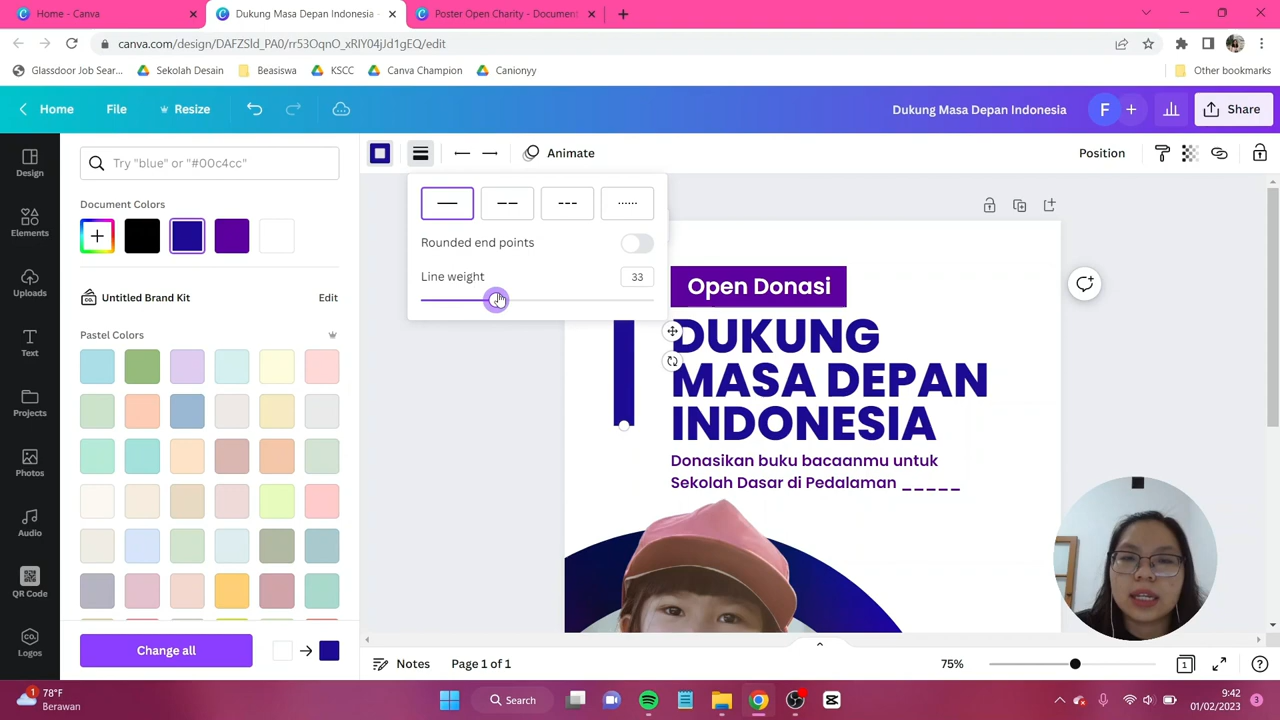 Home - Canva
Dukung Masa Depan Indonesia -
Poster Open Charity - Document
canva.com/design/DAFZSld_PA0/rr53OqnO_xRlY04jJd1gEQ/edit
Glassdoor Job Sear...
Sekolah Desain
Beasiswa
KSCC
Canva Champion
Canionyy
Other bookmarks
Home
File
Resize
Dukung Masa Depan Indonesia
F
Share
Design
Elements
Uploads
Text
Projects
Photos
Audio
QR Code
CO.
Logos
Try "blue" or "#00c4cc"
Document Colors
Untitled Brand Kit
Edit
Pastel Colors
Change all
Animate
Position
Rounded end points
Line weight
33
Open Donasi
DUKUNG
MASA DEPAN
INDONESIA
Donasikan buku bacaanmu untuk
Sekolah Dasar di Pedalaman _____
Notes
Page 1 of 1
75%
1
1
78°F
Berawan
Search
9:42
01/02/2023
3